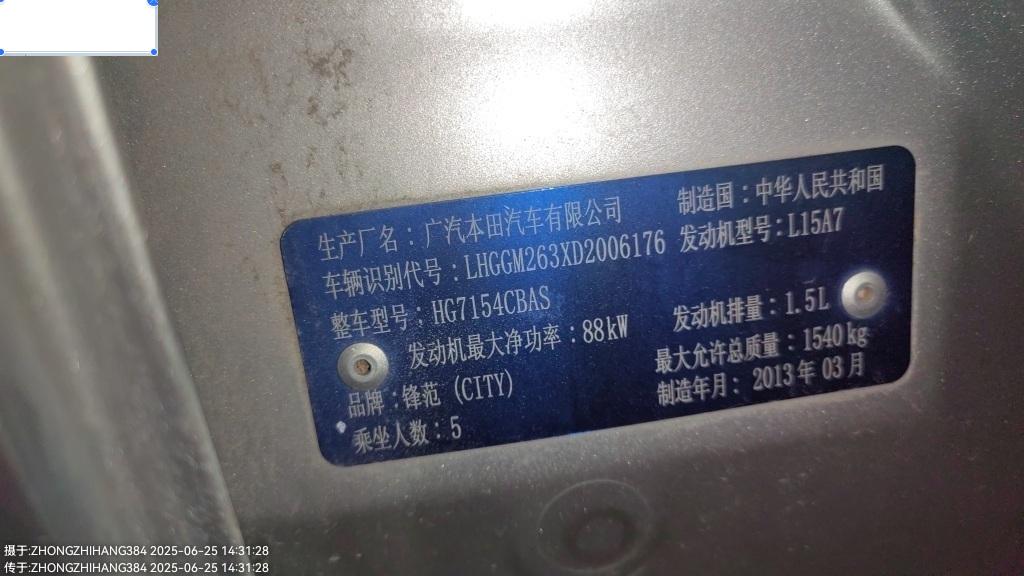 生产厂名：广汽本田汽车有限公司 制造国：中华人民共和国
车辆识别代号：LHGGM263XD2006176 发动机型号：L15A7
整车型号：HG7154CBAS
发动机最大净功率：88kW 发动机排量：1.5L
品牌：锋范 (CITY) 最大允许总质量：1540kg
乘坐人数：5 制造年月：2013年03月
摄于:ZHONGZHIHANG384 2025-06-25 14:31:28
传于:ZHONGZHIHANG384 2025-06-25 14:31:28